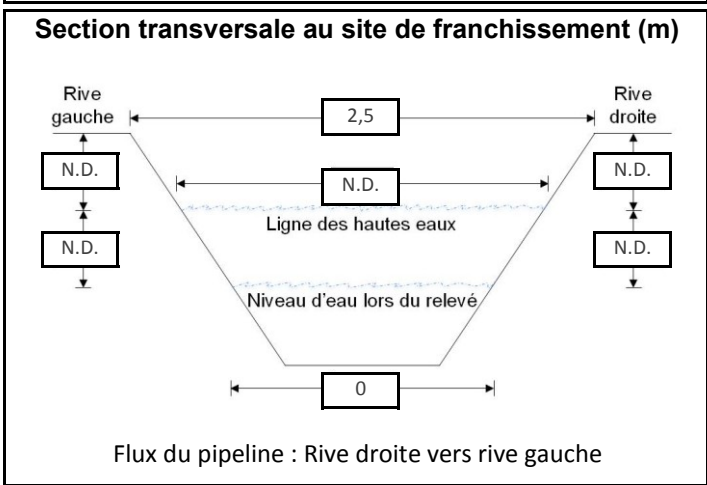 Section transversale au site de franchissement (m)
Rive gauche
2,5
Rive droite
N.D.
N.D.
N.D.
Ligne des hautes eaux
N.D.
N.D.
Niveau d'eau lors du relevé
0
Flux du pipeline : Rive droite vers rive gauche